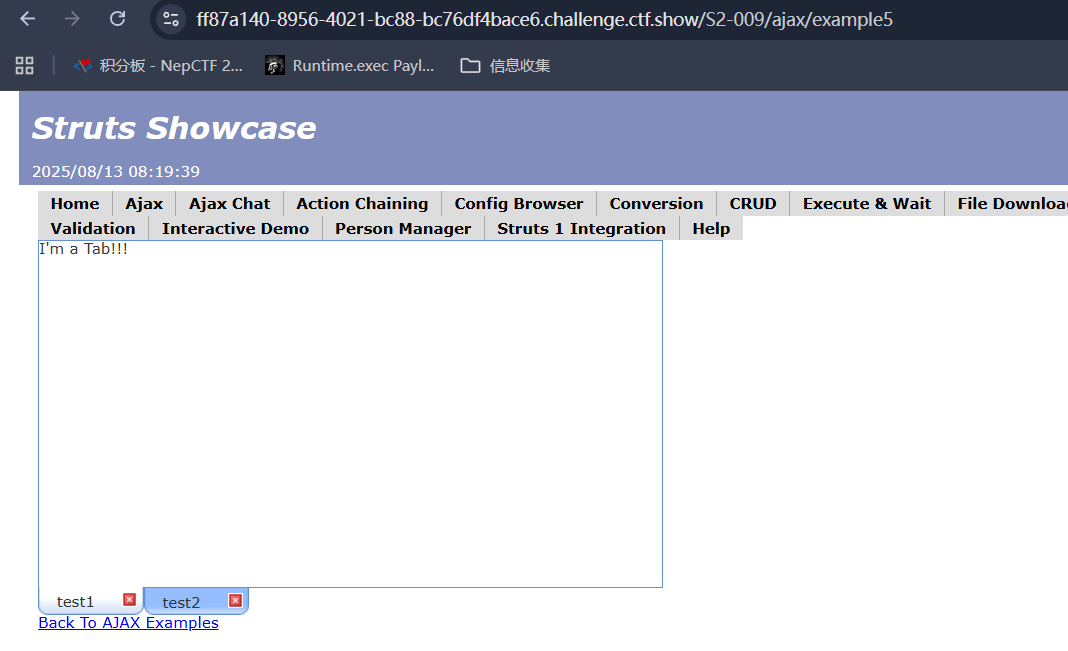 ff87a140-8956-4021-bc88-bc76df4bace6.challenge.ctf.show/S2-009/ajax/example5
积分板 - NepCTF 2... Runtime.exec Payl... 信息收集
Struts Showcase
2025/08/13 08:19:39
Home Ajax Ajax Chat Action Chaining Config Browser Conversion CRUD Execute & Wait File Downloa
Validation Interactive Demo Person Manager Struts 1 Integration Help
I'm a Tab!!!
test1 test2
Back To AJAX Examples